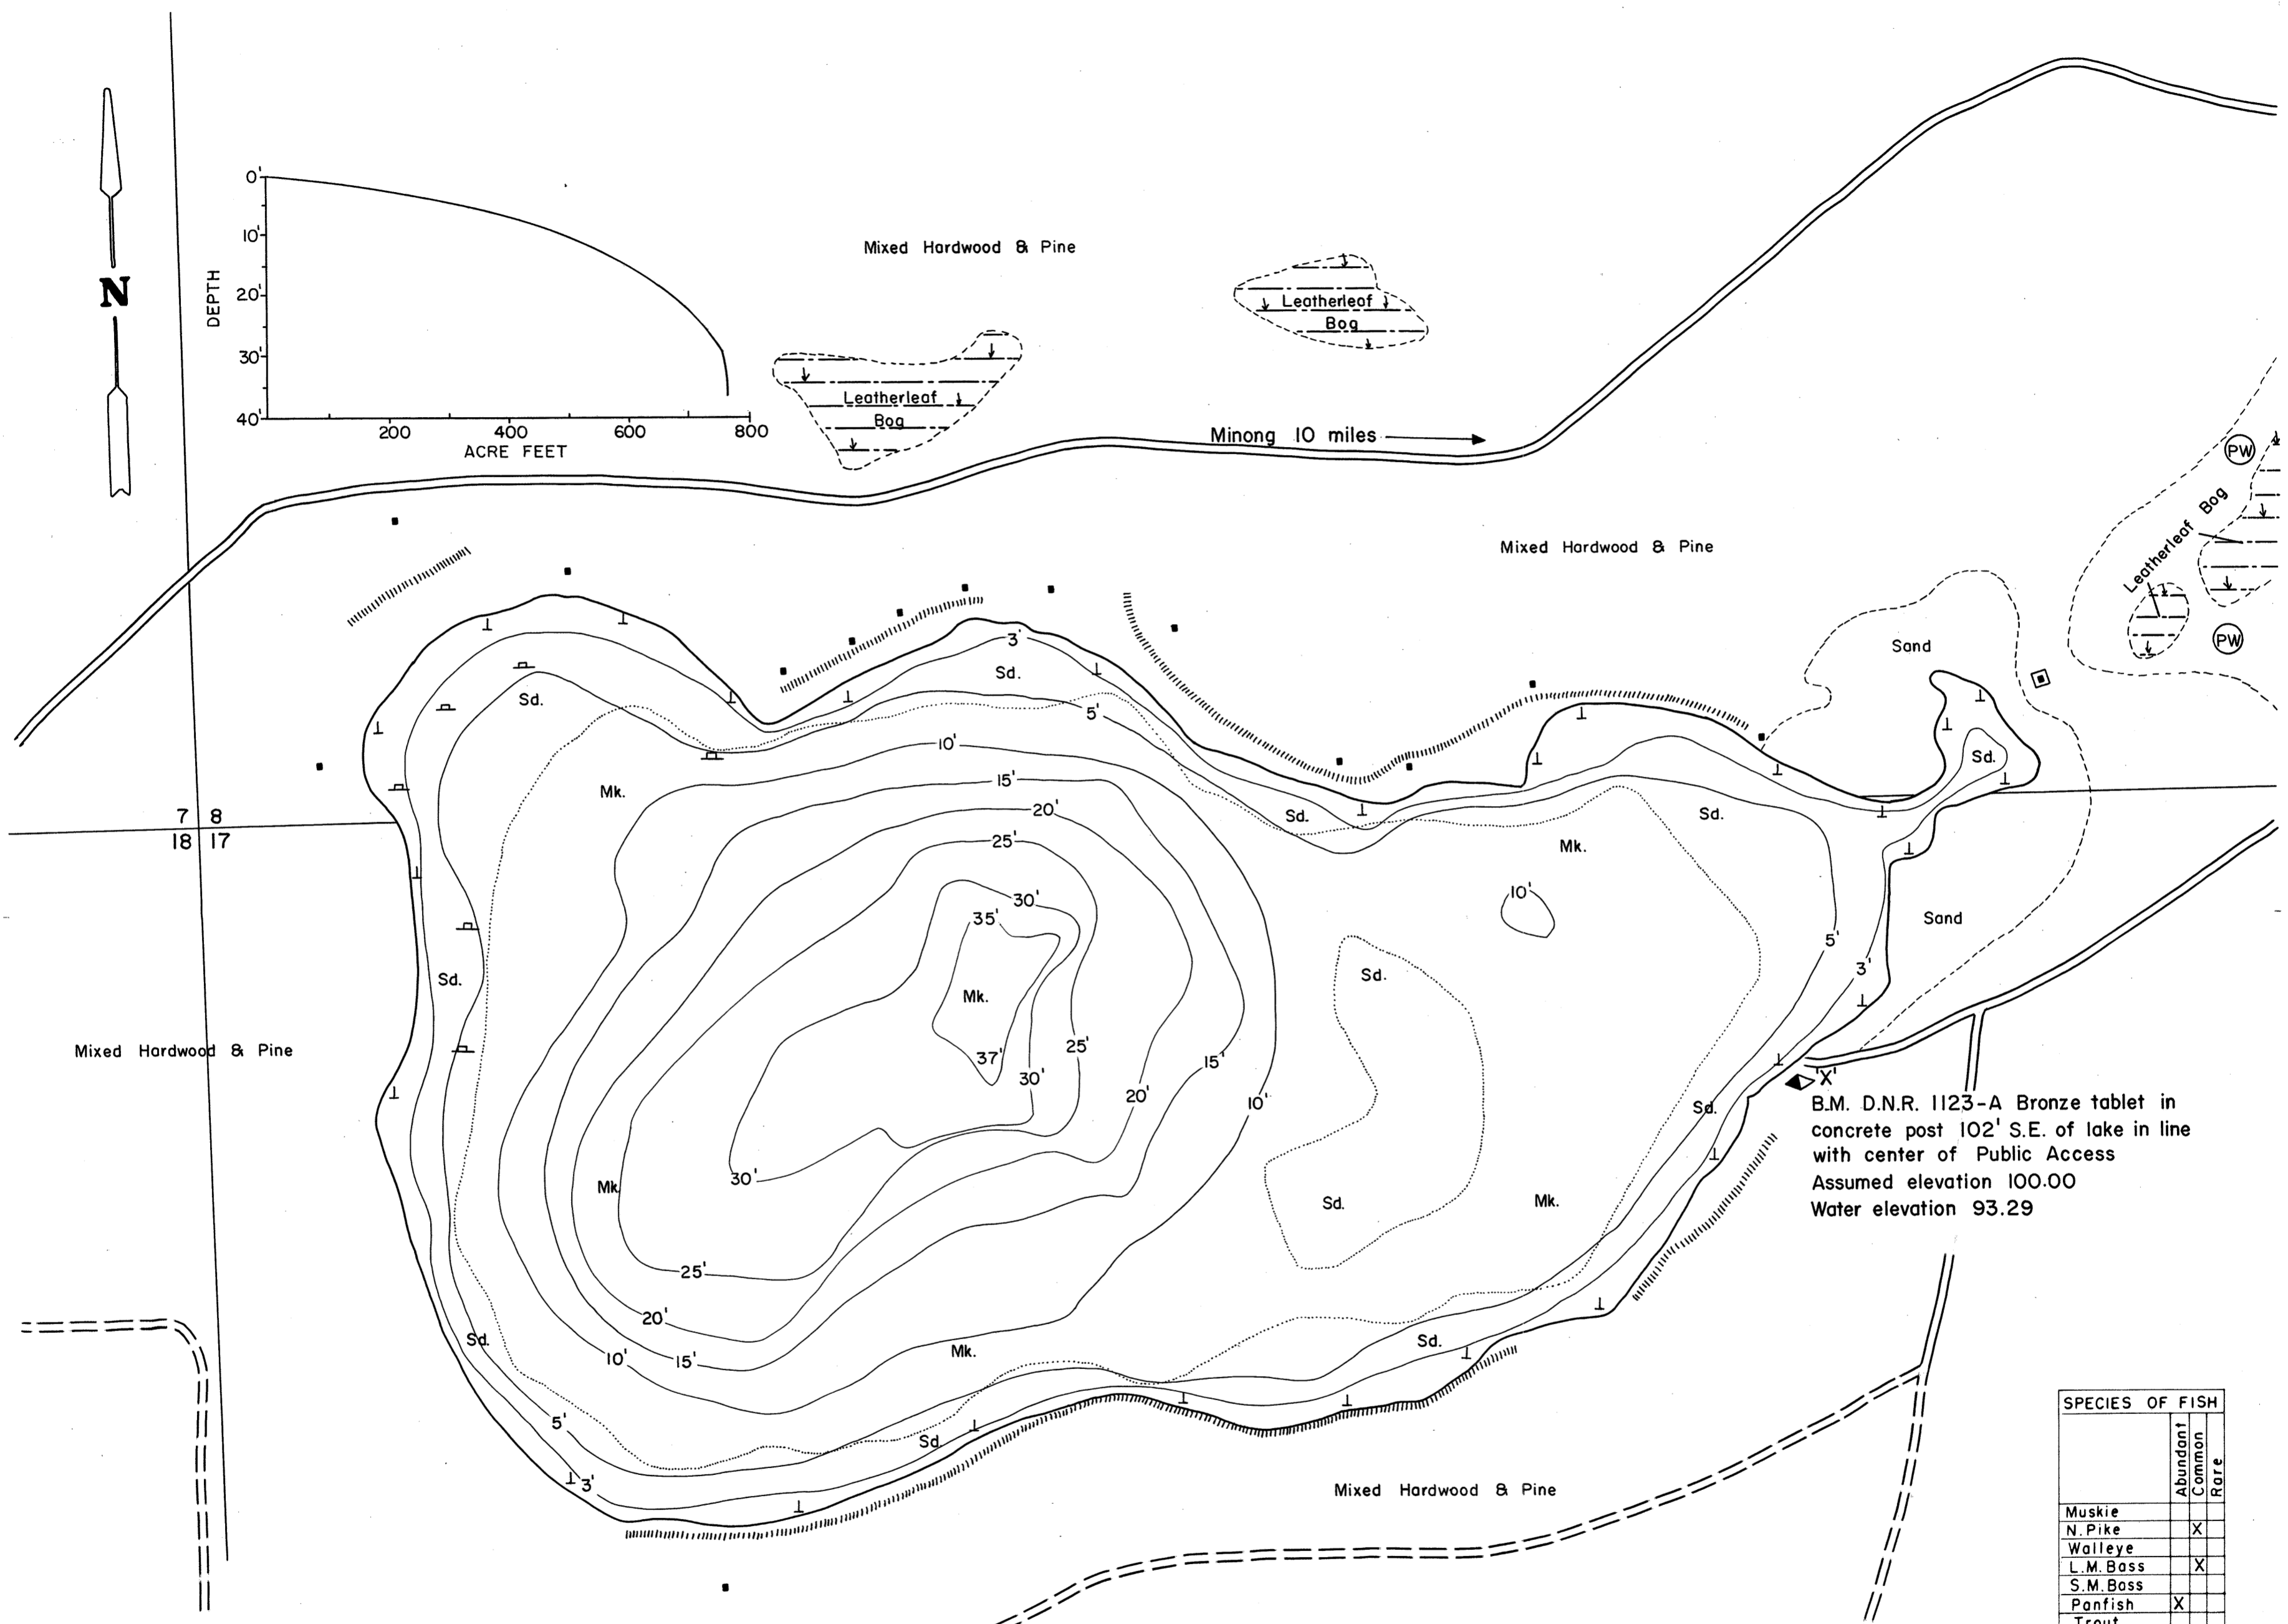 N
0'
10'
20'
30'
40'
DEPTH
200
400
600
800
ACRE FEET
Mixed Hardwood & Pine
Leatherleaf
Bog
Leatherleaf
Bog
Minong 10 miles
Mixed Hardwood & Pine
PW
Leatherleaf Bog
PW
Sand
3'
Sd.
Sd.
5'
10'
15'
Mk.
20'
25'
Sd.
Sd.
Sd.
7 8
18 17
Mk.
30'
10'
35'
Sand
5'
3'
Sd.
Sd.
Mk.
Mixed Hardwood & Pine
37'
30'
25'
15'
20'
10'
Sd.
30'
Mk.
Sd.
Mk.
'X'
B.M. D.N.R. 1123-A Bronze tablet in
concrete post 102' S.E. of lake in line
with center of Public Access
Assumed elevation 100.00
Water elevation 93.29
25'
20'
Sd.
10'
15'
Mk.
Sd.
5'
Sd.
3'
Mixed Hardwood & Pine
SPECIES OF FISH
Abundant
Common
Rare
Muskie
N. Pike X
Walleye
L.M. Bass X
S.M. Bass
Panfish X
Trout